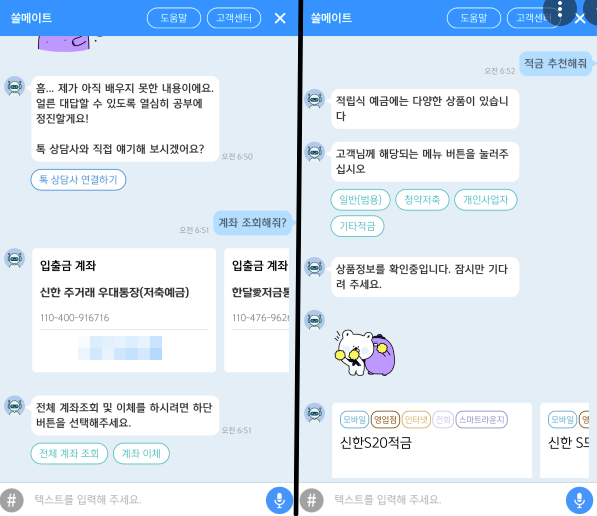 쏠메이트
도움말
고객센터
흠... 제가 아직 배우지 못한 내용이에요.
얼른 대답할 수 있도록 열심히 공부에
정진할게요!
톡 상담사와 직접 얘기해 보시겠어요?
오전 6:50
톡 상담사 연결하기
오전 6:51
계좌 조회해줘?
입출금 계좌
신한 주거래 우대통장(저축예금)
110-400-916716
입출금 계좌
한달愛저금통
110-476-962
전체 계좌조회 및 이체를 하시려면 하단
버튼을 선택해주세요.
오전 6:51
전체 계좌 조회
계좌 이체
#
텍스트를 입력해 주세요.
쏠메이트
도움말
고객센터
오전 6:52
적금 추천해줘
적립식 예금에는 다양한 상품이 있습니
다
고객님께 해당되는 메뉴 버튼을 눌러주
십시오
일반(범용)
청약저축
개인사업자
기타적금
상품정보를 확인중입니다. 잠시만 기다
려 주세요.
모바일
영업점
인터넷
전화
스마트라운지
신한S20적금
모바일
신한 S
#
텍스트를 입력해 주세요.